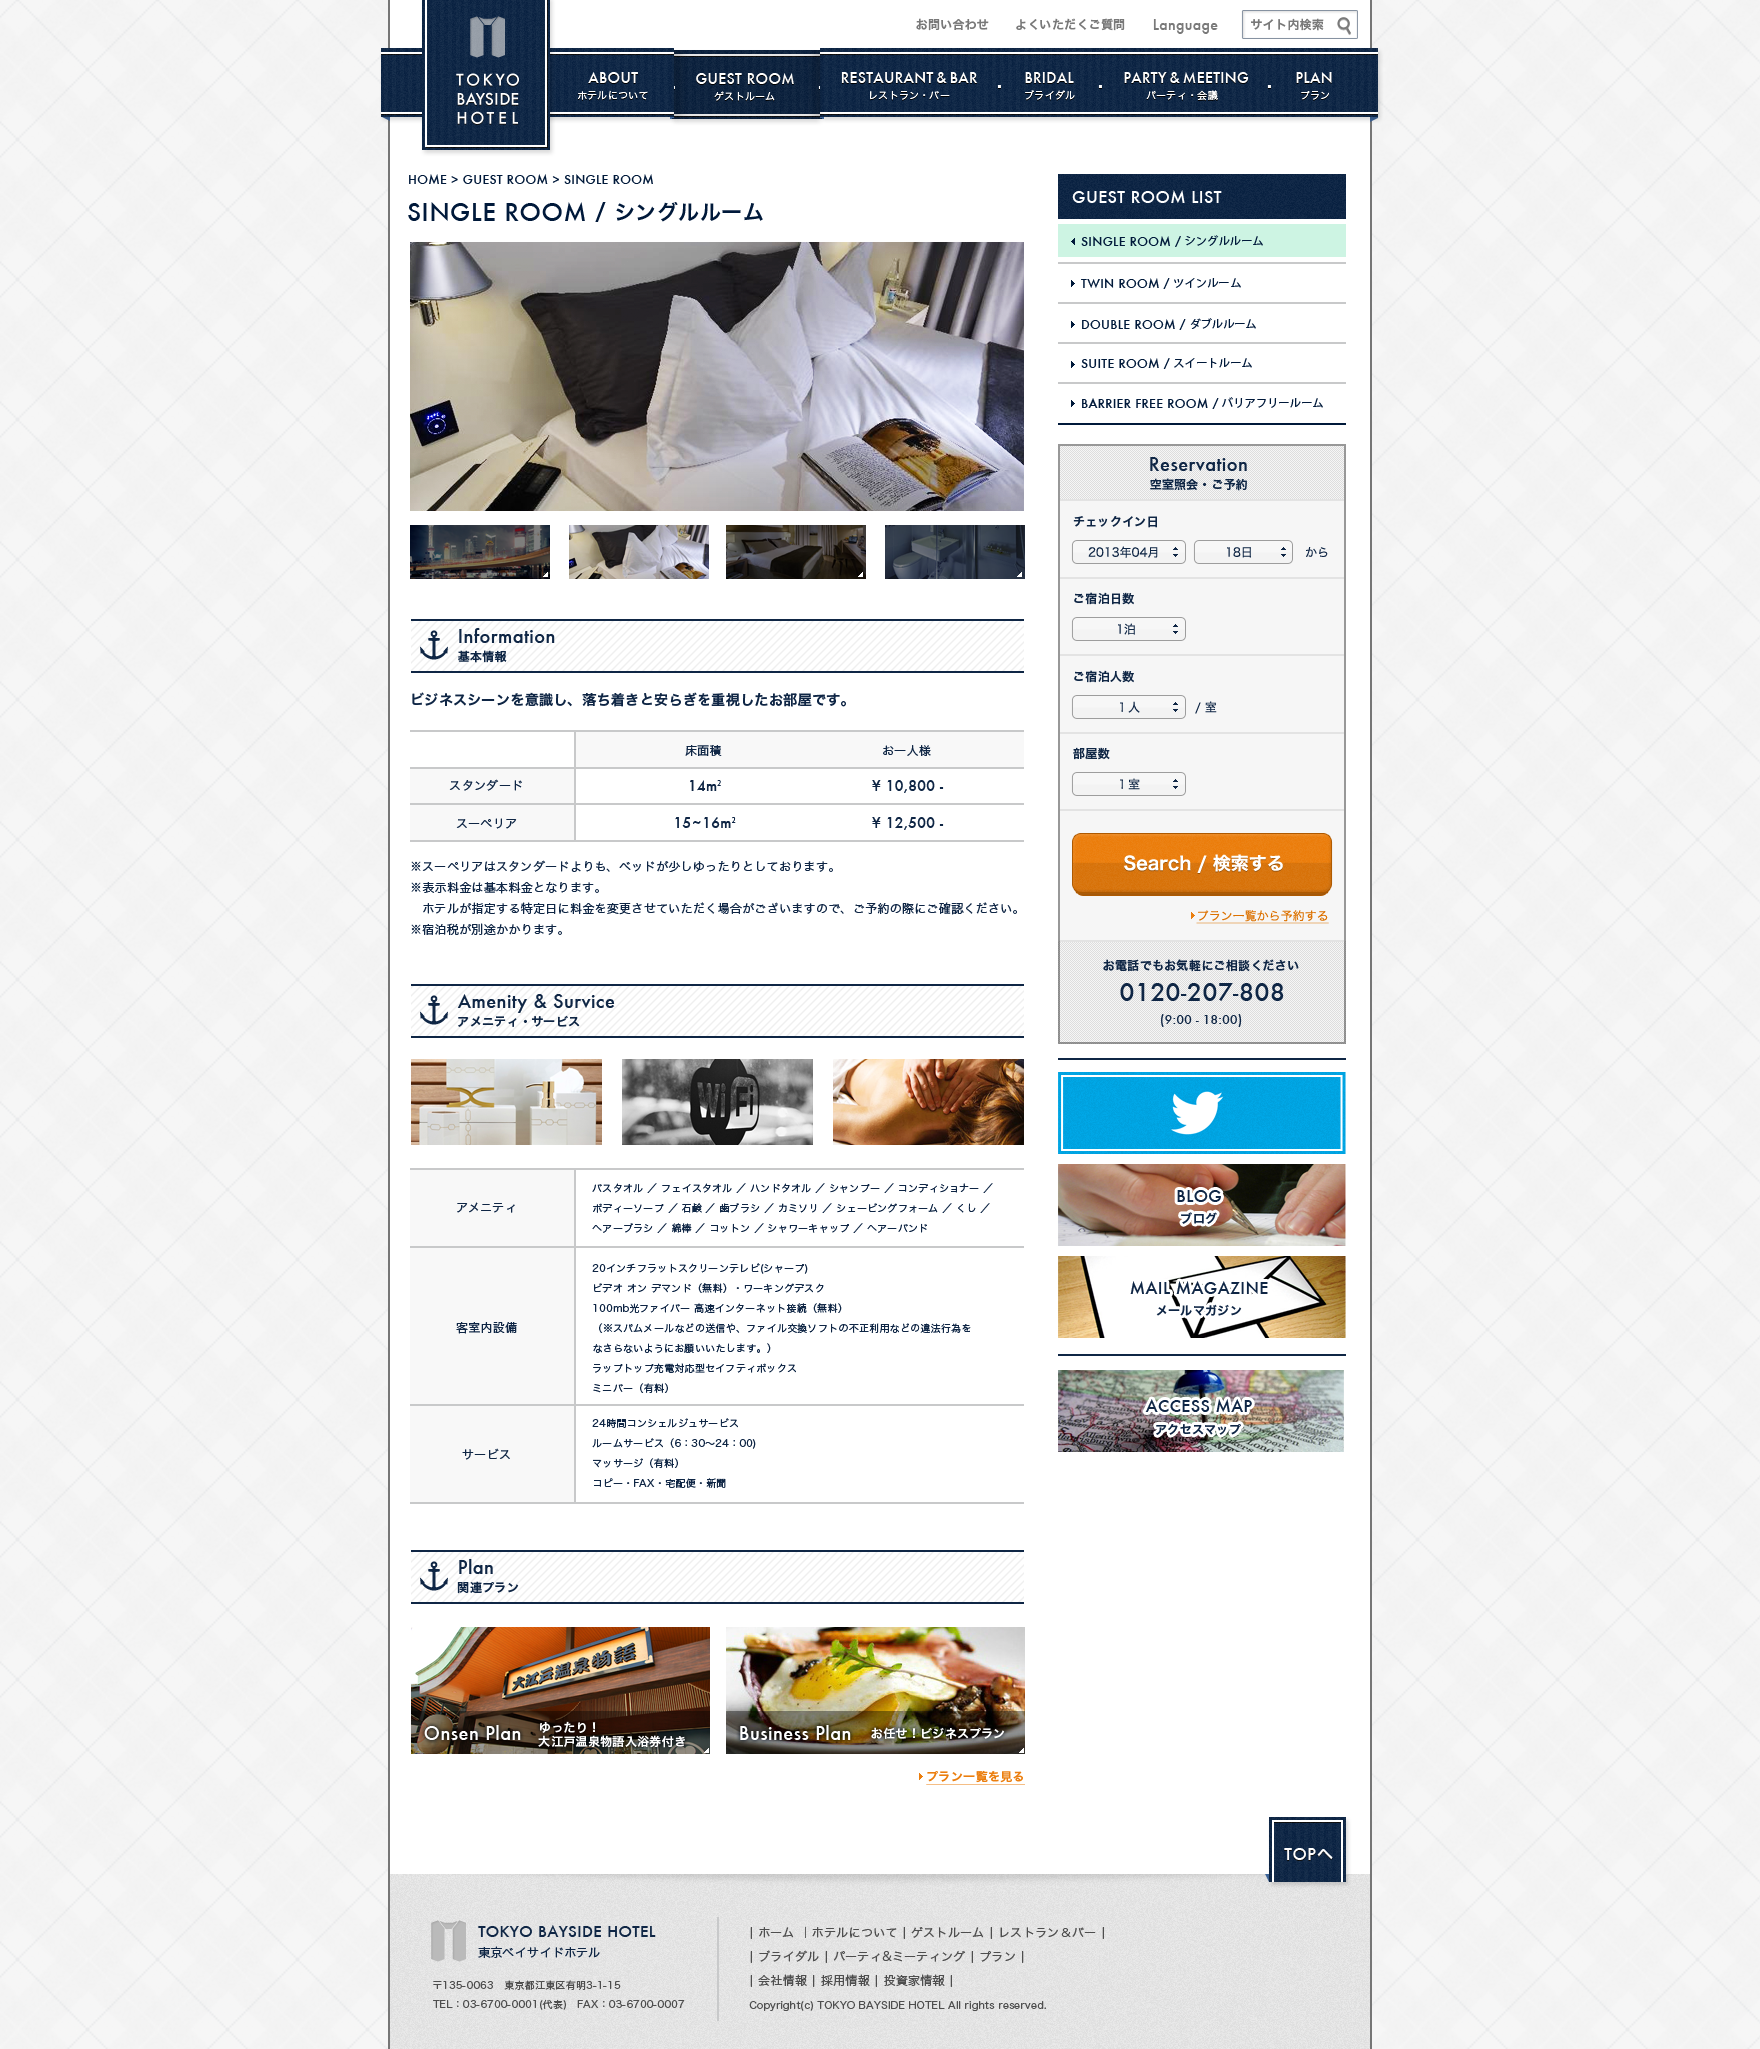 お問い合わせ
よくいただくご質問
Language
サイト内検索
TOKYO
BAYSIDE
HOTEL
ABOUT
ホテルについて
GUEST ROOM
ゲストルーム
RESTAURANT & BAR
レストラン・バー
BRIDAL
ブライダル
PARTY & MEETING
パーティ・会議
PLAN
プラン
HOME > GUEST ROOM > SINGLE ROOM
SINGLE ROOM / シングルルーム
Information
基本情報
ビジネスシーンを意識し、落ち着きと安らぎを重視したお部屋です。
床面積 お一人様
スタンダード 14m² ¥ 10,800 -
スーペリア 15~16m² ¥ 12,500 -
※スーペリアはスタンダードよりも、ベッドが少しゆったりとしております。
※表示料金は基本料金となります。
ホテルが指定する特定日に料金を変更させていただく場合がございますので、ご予約の際にご確認ください。
※宿泊税が別途かかります。
Amenity & Survice
アメニティ・サービス
Wi Fi
アメニティ
バスタオル ／ フェイスタオル ／ ハンドタオル ／ シャンプー ／ コンディショナー ／
ボディーソープ ／ 石鹸 ／ 歯ブラシ ／ カミソリ ／ シェービングフォーム ／ くし ／
ヘアーブラシ ／ 綿棒 ／ コットン ／ シャワーキャップ ／ ヘアーバンド
客室内設備
20インチフラットスクリーンテレビ(シャープ)
ビデオ オン デマンド（無料）・ワーキングデスク
100mb光ファイバー 高速インターネット接続（無料）
（※スパムメールなどの送信や、ファイル交換ソフトの不正利用などの違法行為を
なさらないようにお願いいたします。）
ラップトップ充電対応型セイフティボックス
ミニバー（有料）
サービス
24時間コンシェルジュサービス
ルームサービス（6：30～24：00)
マッサージ（有料）
コピー・FAX・宅配便・新聞
Plan
関連プラン
大江戸温泉物語
Onsen Plan
ゆったり！
大江戸温泉物語入浴券付き
Business Plan
お任せ！ビジネスプラン
プラン一覧を見る
GUEST ROOM LIST
SINGLE ROOM / シングルルーム
TWIN ROOM / ツインルーム
DOUBLE ROOM / ダブルルーム
SUITE ROOM / スイートルーム
BARRIER FREE ROOM / バリアフリールーム
Reservation
空室照会・ご予約
チェックイン日
2013年04月 18日 から
ご宿泊日数
1泊
ご宿泊人数
1 人 / 室
部屋数
1 室
Search / 検索する
プラン一覧から予約する
お電話でもお気軽にご相談ください
0120-207-808
(9:00 - 18:00)
BLOG
ブログ
MAIL MAGAZINE
メールマガジン
ACCESS MAP
アクセスマップ
TOPへ
TOKYO BAYSIDE HOTEL
東京ベイサイドホテル
〒135-0063 東京都江東区有明3-1-15
TEL：03-6700-0001(代表) FAX：03-6700-0007
| ホーム | ホテルについて | ゲストルーム | レストラン＆バー |
| ブライダル | パーティ&ミーティング | プラン |
| 会社情報 | 採用情報 | 投資家情報 |
Copyright(c) TOKYO BAYSIDE HOTEL All rights reserved.